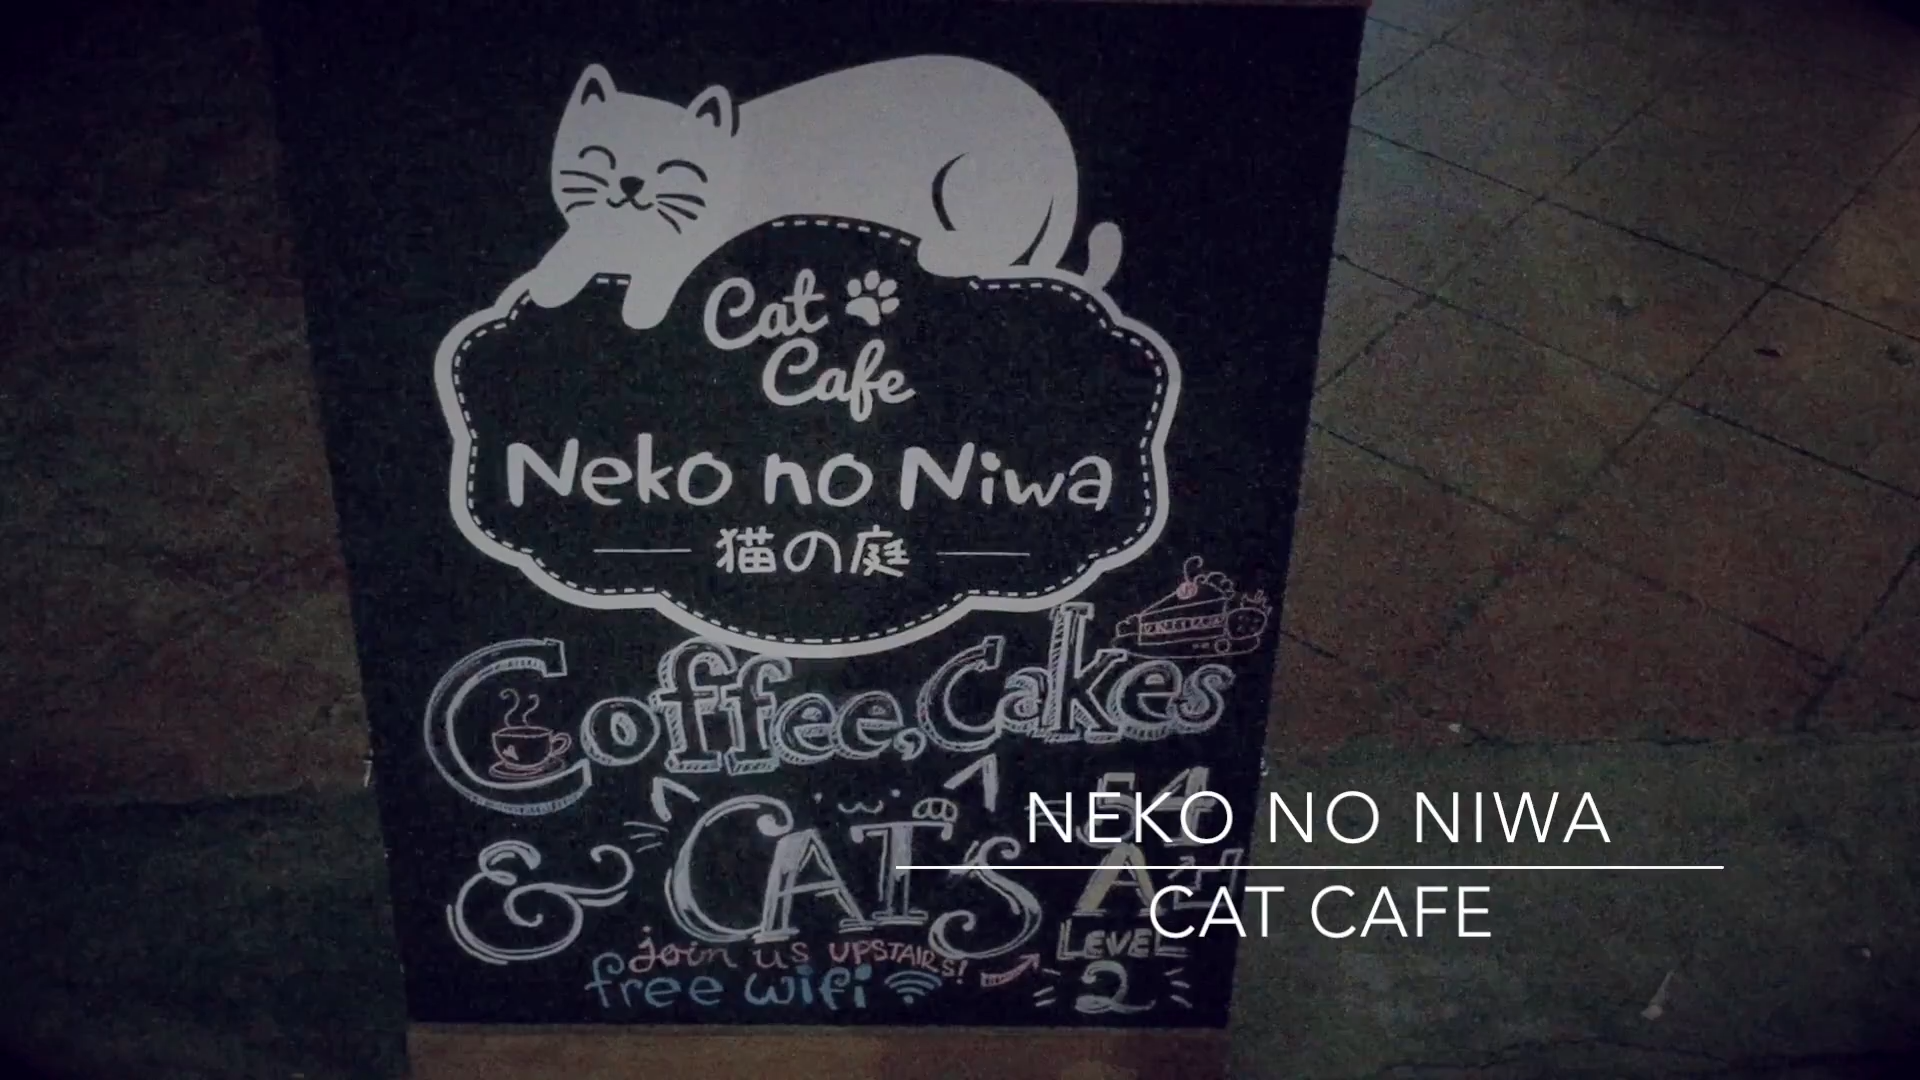 Cat
Cafe
Neko no Niwa
猫の庭
Coffee, Cakes
& CATS
54
A
join us UPSTAIRS!
LEVEL
2
free wifi
NEKO NO NIWA
CAT CAFE